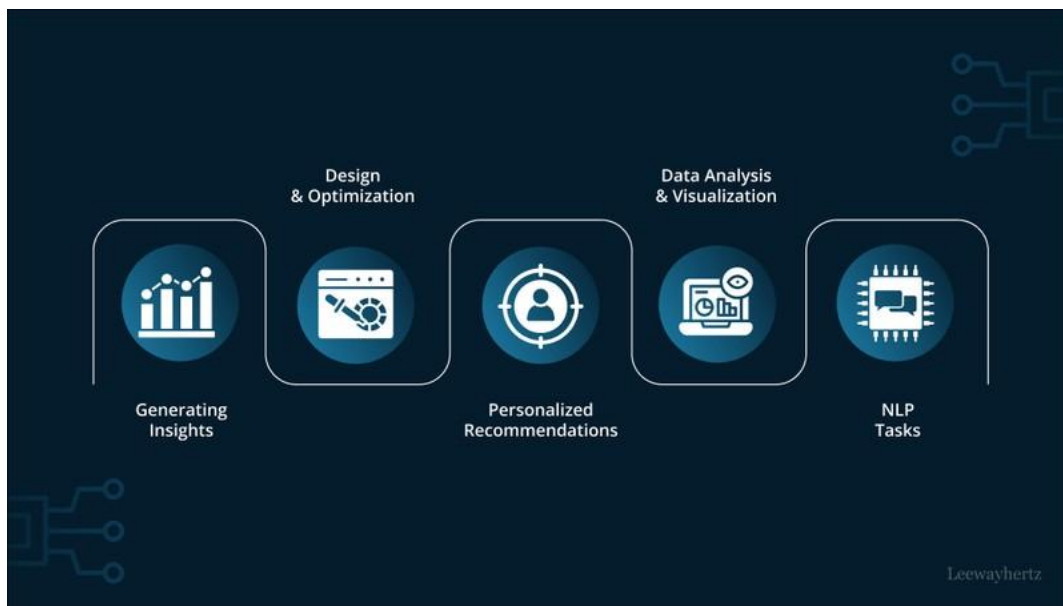 Design
& Optimization
Data Analysis
& Visualization
Generating
Insights
Personalized
Recommendations
NLP
Tasks
Leewayhertz